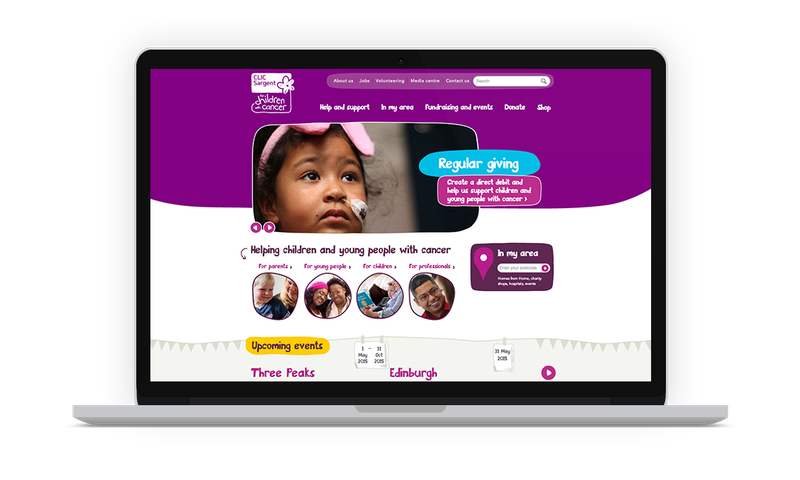 CLIC
Sargent
for children
with cancer
About us
Jobs
Volunteering
Media centre
Contact us
Search
Help and support
In my area
Fundraising and events
Donate
Shop
Regular giving
Create a direct debit and
help us support children and
young people with cancer ›
Helping children and young people with cancer
For parents ›
For young people ›
For children ›
For professionals ›
In my area
Enter your postcode
Homes from Home, charity
shops, hospitals, events
Upcoming events
1 – 31
May Oct
2015 2015
31 May
2015
Three Peaks
Edinburgh